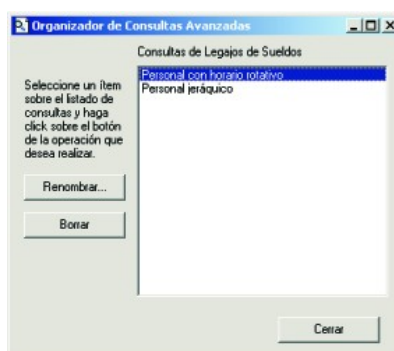 Organizador de Consultas Avanzadas
Consultas de Legajos de Sueldos
Seleccione un ítem
sobre el listado de
consultas y haga
click sobre el botón
de la operación que
desea realizar.
Personal con horario rotativo
Personal jeráquico
Renombrar...
Borrar
Cerrar